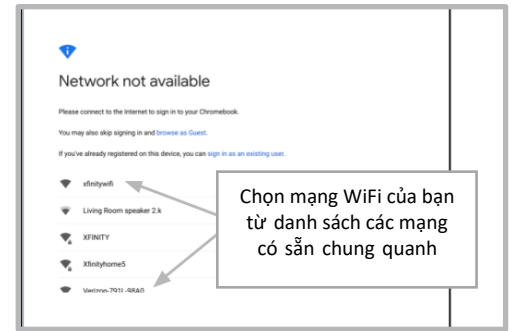 Network not available
Please connect to the Internet to sign in to your Chromebook.
You may also skip signing in and browse as Guest.
If you've already registered on this device, you can sign in as an existing user.
xfinitywifi
Living Room speaker 2.k
XFINITY
Xfinityhome5
Verizon-791L-98A0
Chọn mạng WiFi của bạn
từ danh sách các mạng
có sẵn chung quanh